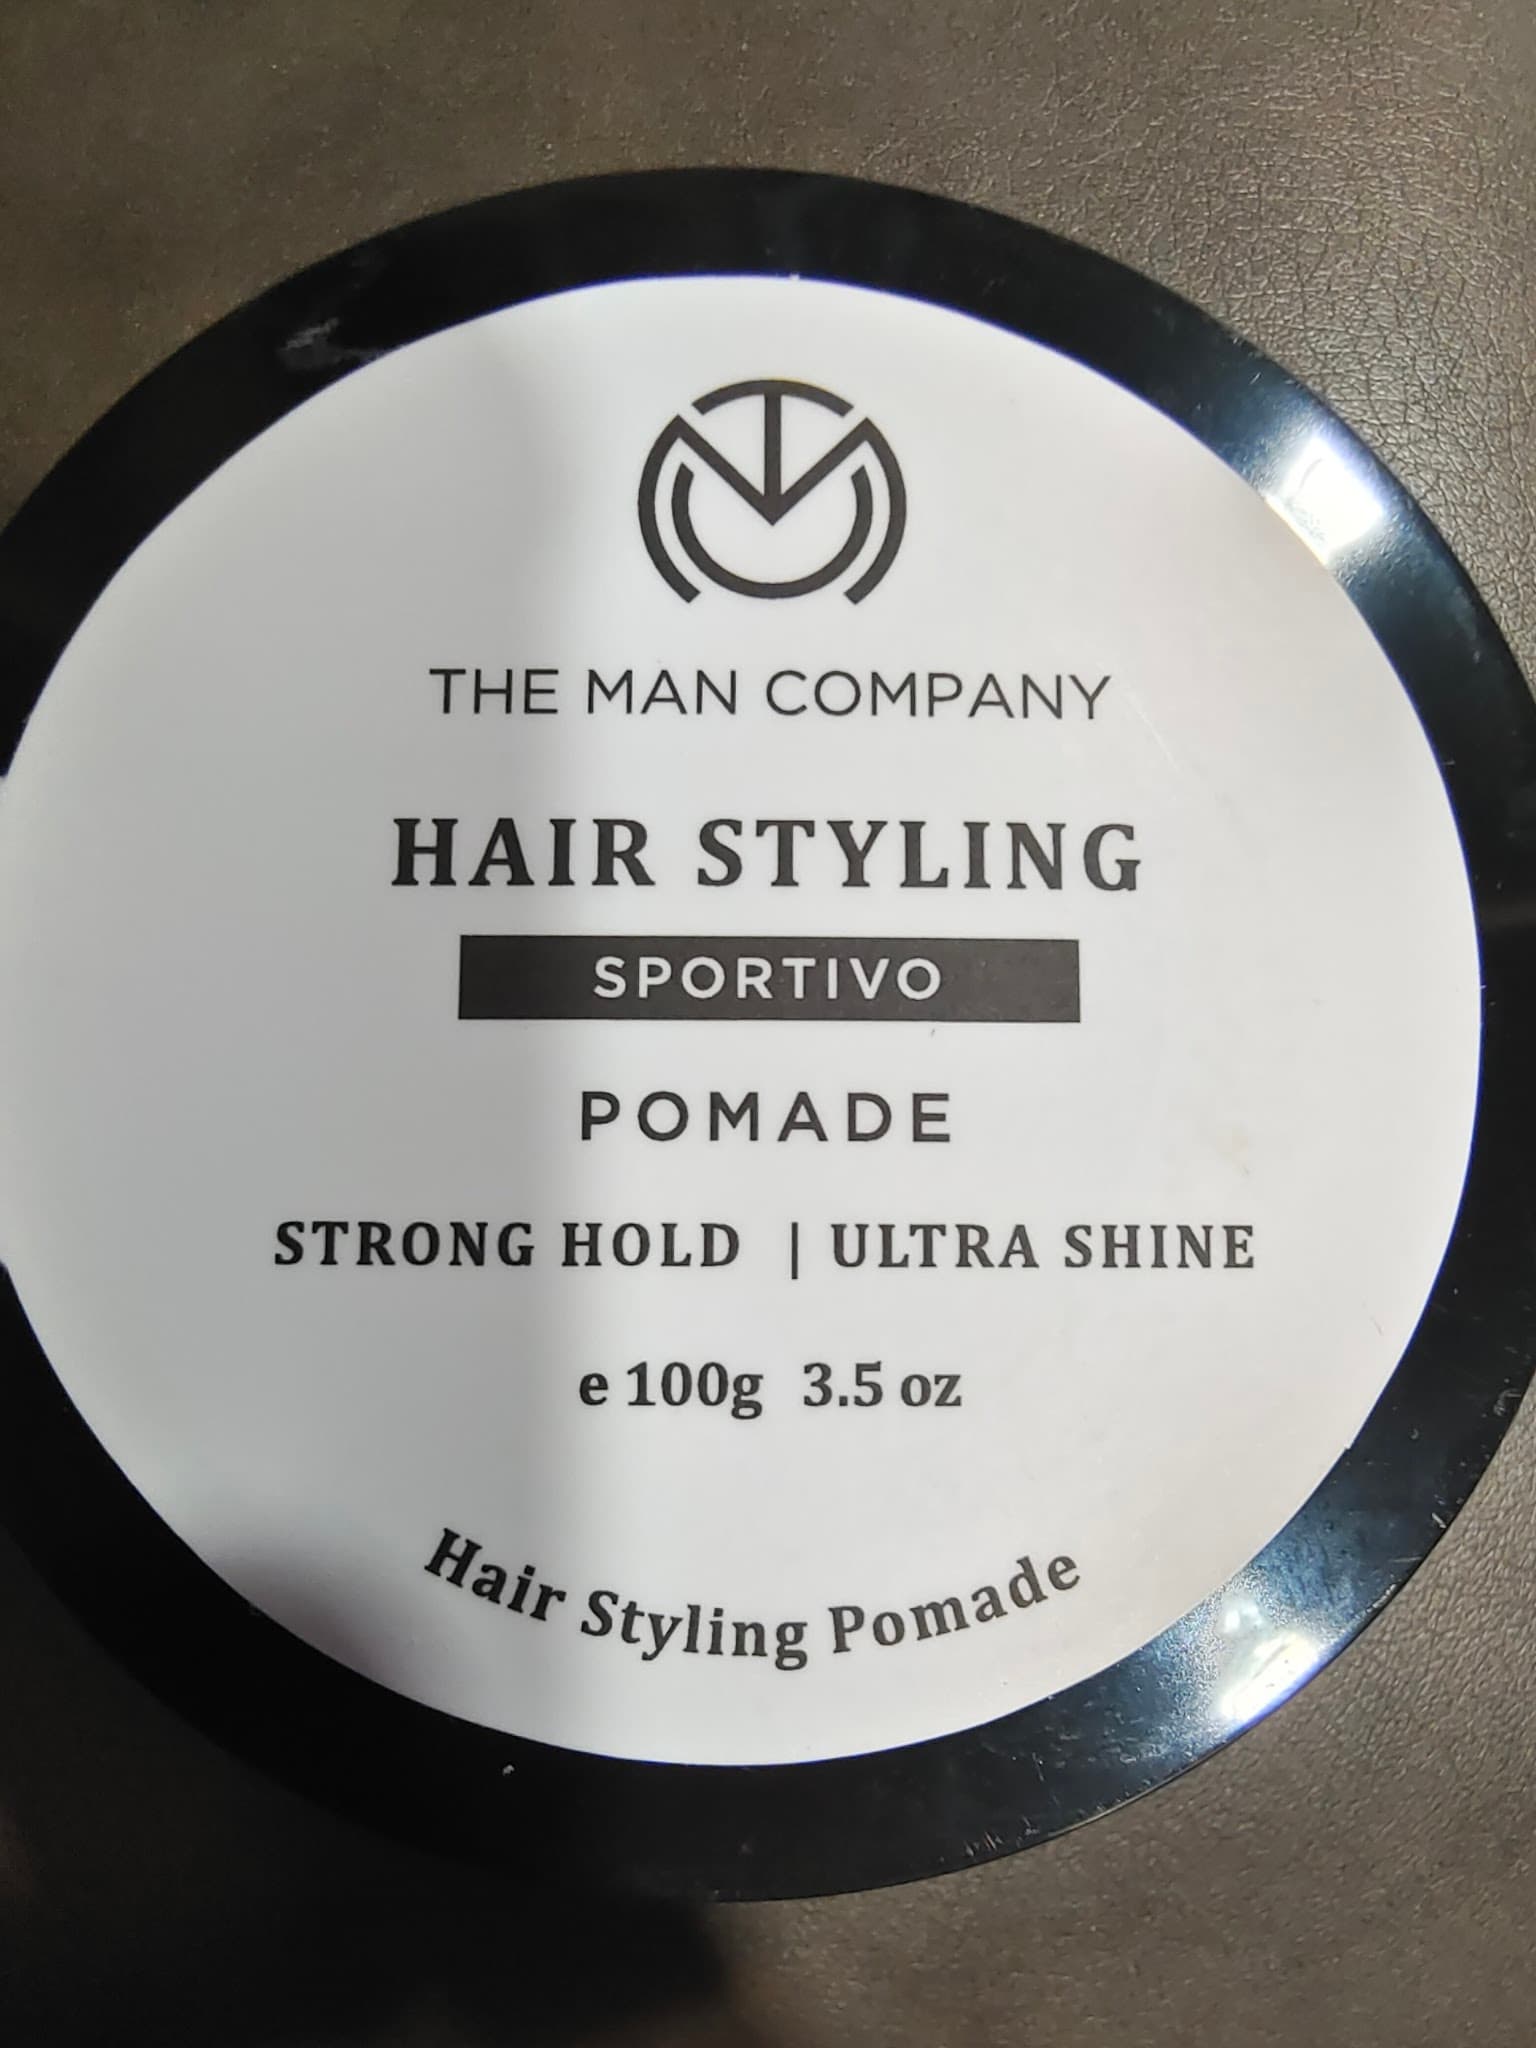 THE MAN COMPANY
HAIR STYLING
SPORTIVO
POMADE
STRONG HOLD | ULTRA SHINE
e 100g 3.5 oz
Hair Styling Pomade